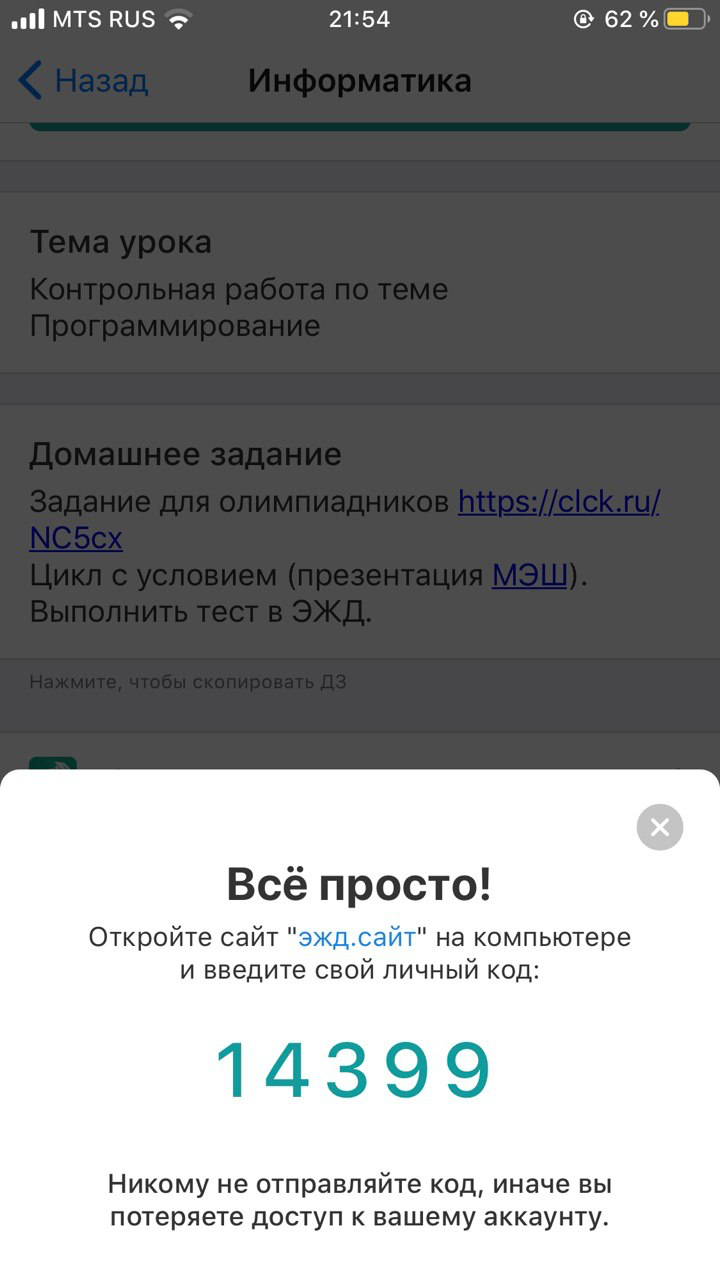 MTS RUS 21:54 62 %
Назад Информатика
Тема урока
Контрольная работа по теме
Программирование
Домашнее задание
Задание для олимпиадников https://clck.ru/
NC5cx
Цикл с условием (презентация МЭШ).
Выполнить тест в ЭЖД.
Нажмите, чтобы скопировать ДЗ
Всё просто!
Откройте сайт "эжд.сайт" на компьютере
и введите свой личный код:
14399
Никому не отправляйте код, иначе вы
потеряете доступ к вашему аккаунту.